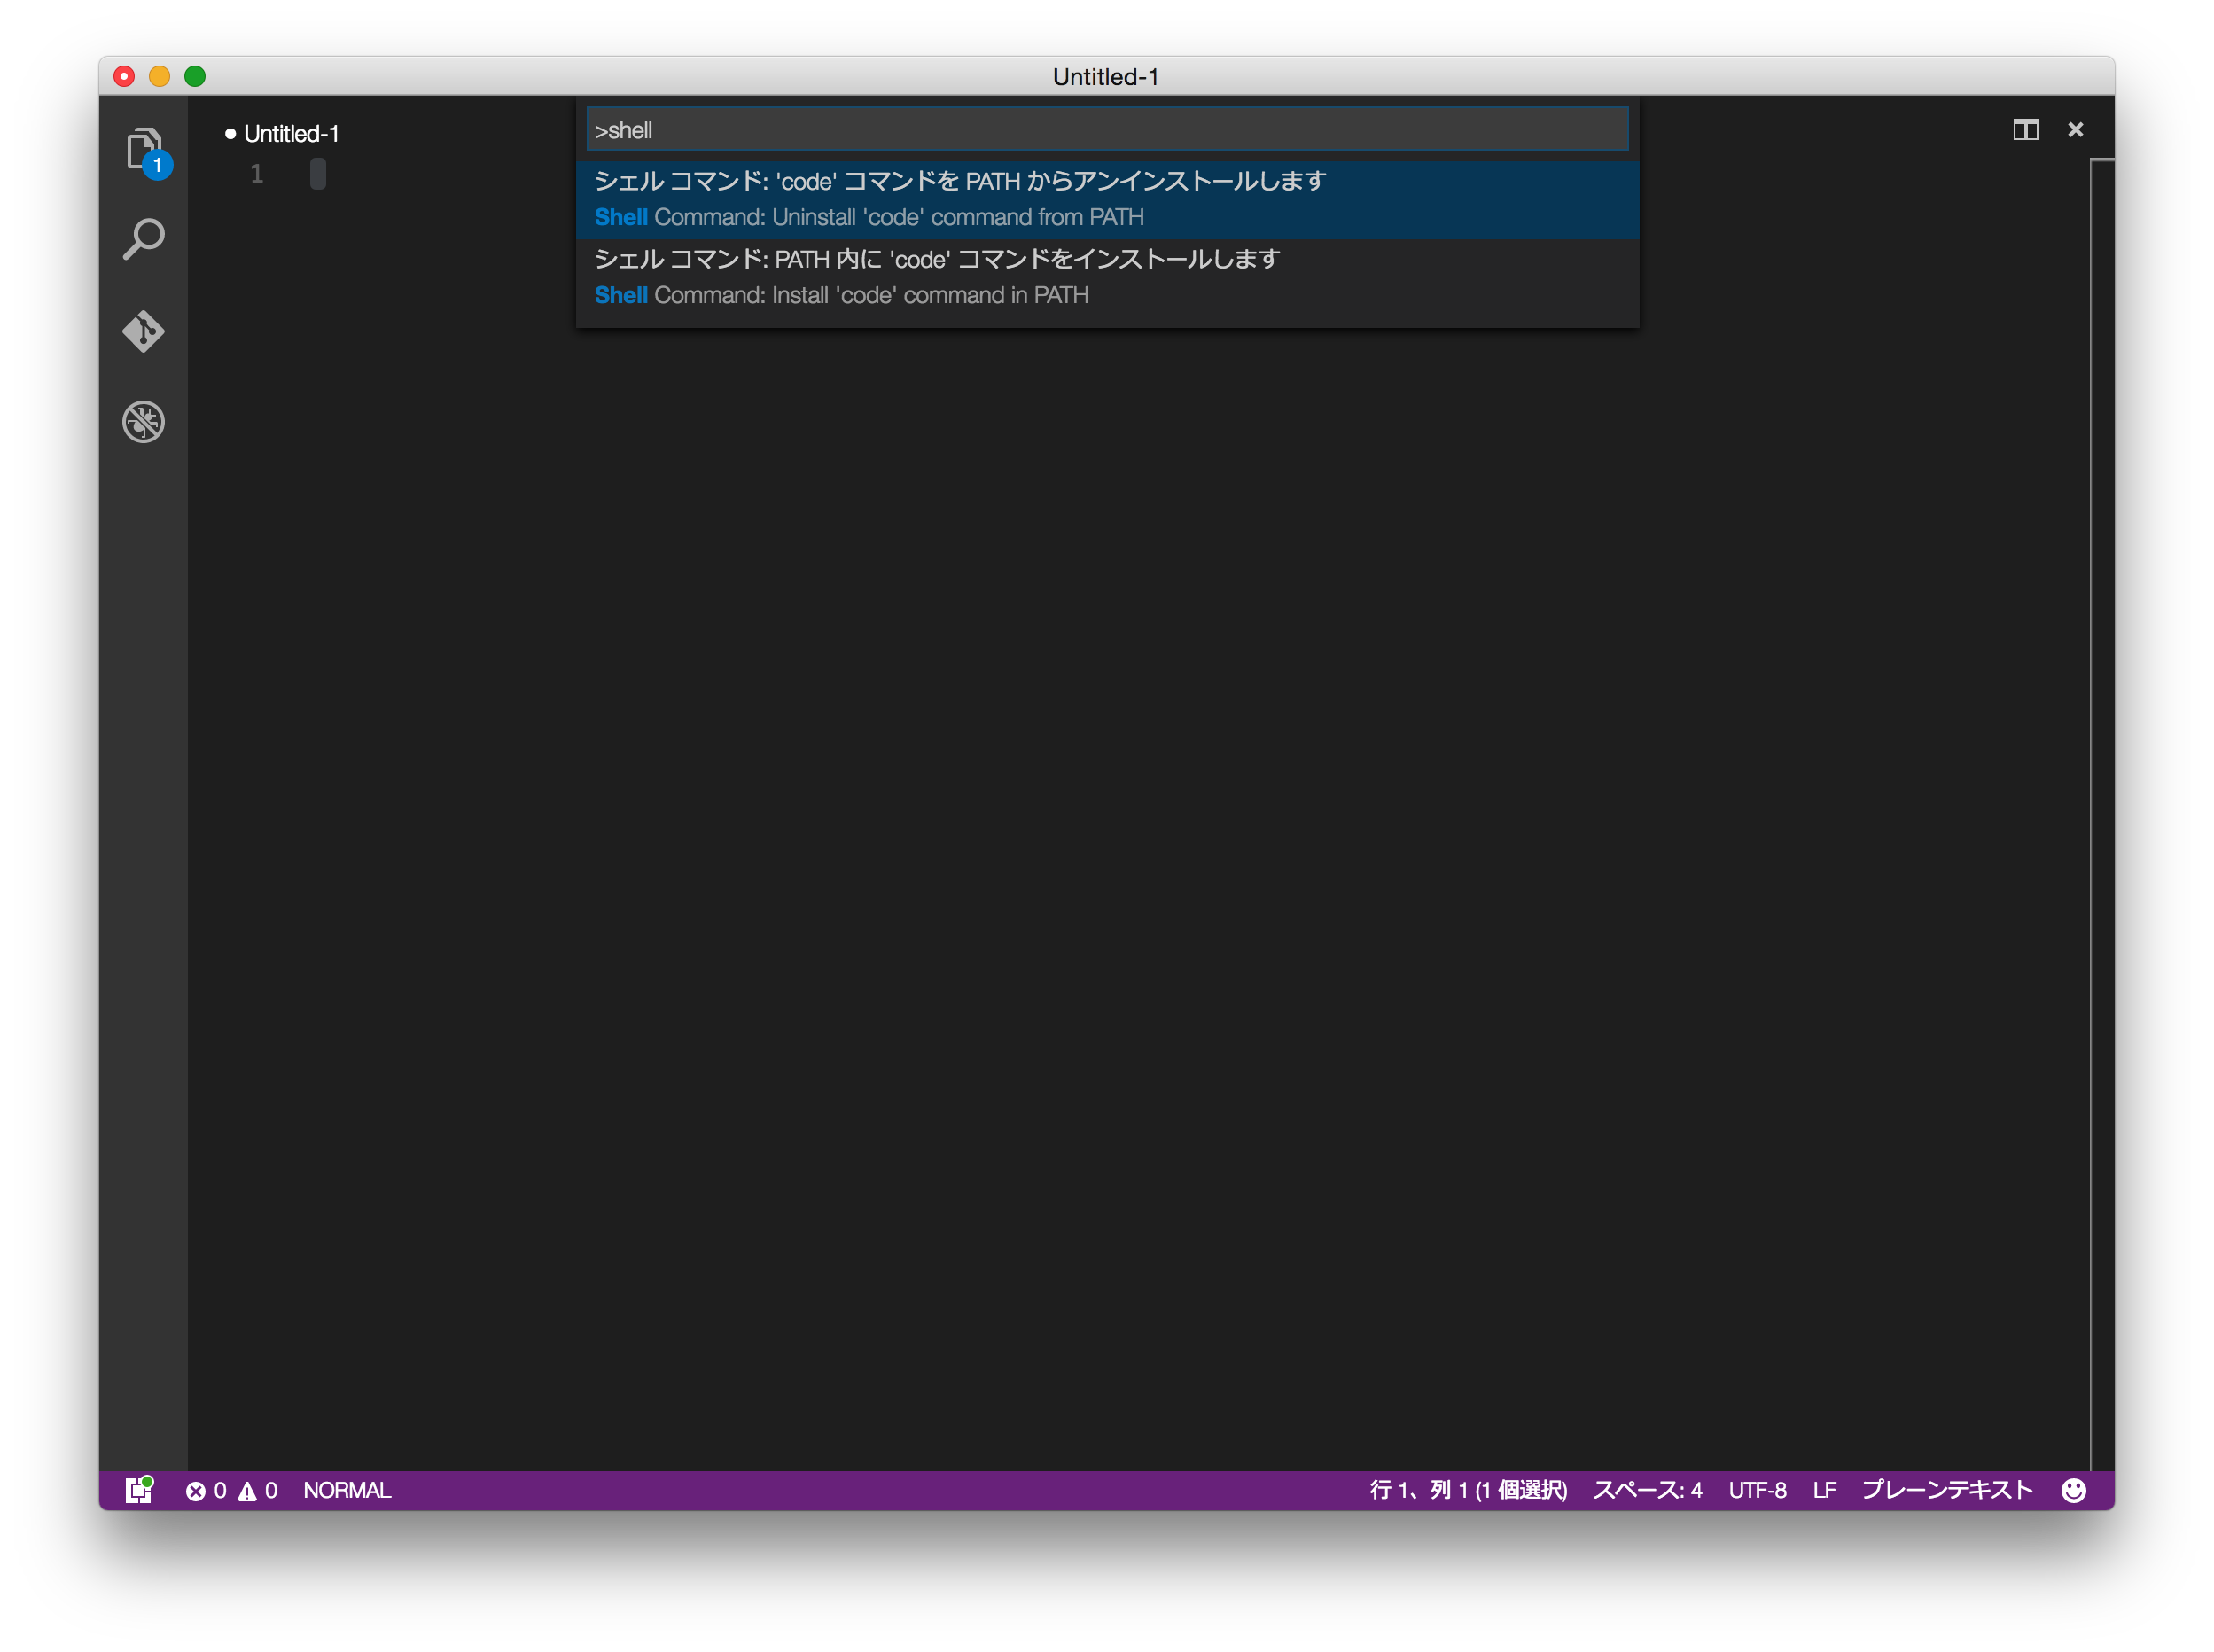 Untitled-1
1
Untitled-1
1
>shell
シェル コマンド: 'code' コマンドを PATH からアンインストールします
Shell Command: Uninstall 'code' command from PATH
シェル コマンド: PATH 内に 'code' コマンドをインストールします
Shell Command: Install 'code' command in PATH
0 0 NORMAL 行 1、列 1 (1 個選択) スペース: 4 UTF-8 LF プレーンテキスト